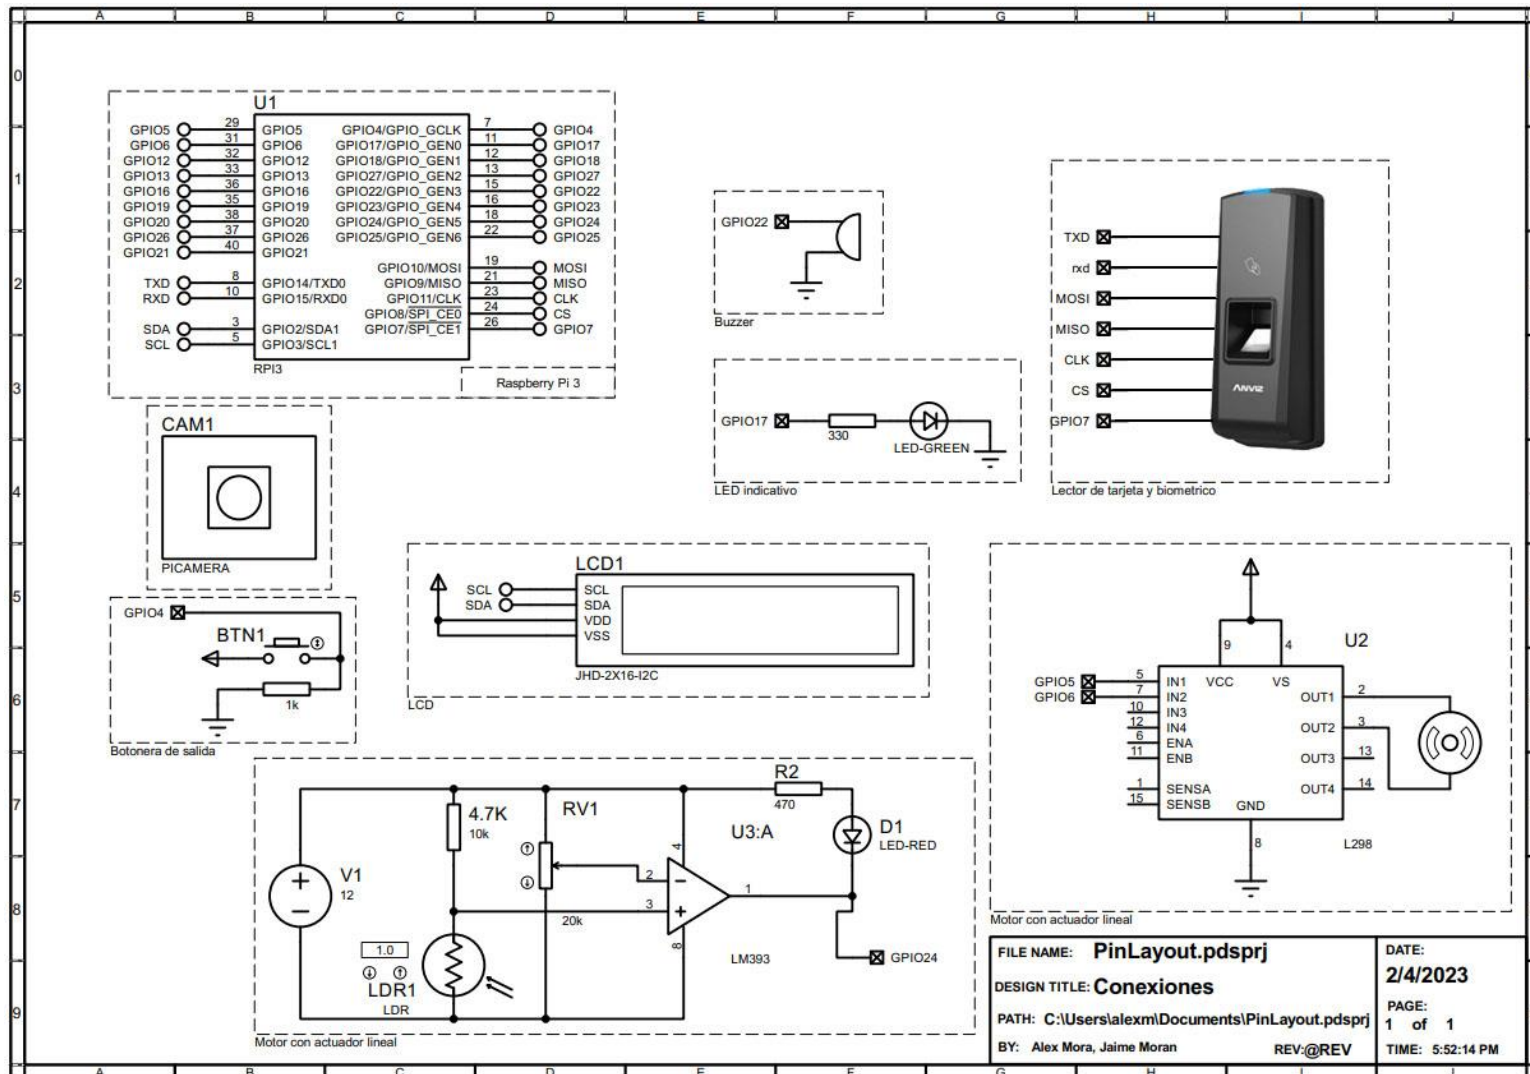 A B C D E F G H I J
0
1
2
3
4
5
6
7
8
9
U1
GPIO5 29 GPIO5 GPIO4/GPIO_GCLK 7 GPIO4
GPIO6 31 GPIO6 GPIO17/GPIO_GEN0 11 GPIO17
GPIO12 32 GPIO12 GPIO18/GPIO_GEN1 12 GPIO18
GPIO13 33 GPIO13 GPIO27/GPIO_GEN2 13 GPIO27
GPIO16 36 GPIO16 GPIO22/GPIO_GEN3 15 GPIO22
GPIO19 35 GPIO19 GPIO23/GPIO_GEN4 16 GPIO23
GPIO20 38 GPIO20 GPIO24/GPIO_GEN5 18 GPIO24
GPIO26 37 GPIO26 GPIO25/GPIO_GEN6 22 GPIO25
GPIO21 40 GPIO21
GPIO10/MOSI 19 MOSI
TXD 8 GPIO14/TXD0 GPIO9/MISO 21 MISO
RXD 10 GPIO15/RXD0 GPIO11/CLK 23 CLK
GPIO8/SPI_CE0 24 CS
SDA 3 GPIO2/SDA1 GPIO7/SPI_CE1 26 GPIO7
SCL 5 GPIO3/SCL1
RPI3
Raspberry Pi 3
GPIO22
Buzzer
GPIO17
330
LED-GREEN
LED indicativo
TXD
rxd
MOSI
MISO
CLK
CS
GPIO7
ANVIZ
Lector de tarjeta y biometrico
CAM1
PICAMERA
GPIO4
BTN1
1k
Botonera de salida
LCD1
SCL SCL
SDA SDA
VDD
VSS
JHD-2X16-I2C
LCD
U2
9 4
GPIO5 5 IN1 VCC VS
GPIO6 7 IN2 OUT1 2
10 IN3
12 IN4 OUT2 3
6 ENA
11 ENB OUT3 13
1 SENSA OUT4 14
15 SENSB GND
8
L298
Motor con actuador lineal
R2
470
4.7K
10k
RV1
20k
U3:A
4
2
3
1
8
LM393
D1
LED-RED
V1
12
1.0
LDR1
LDR
GPIO24
Motor con actuador lineal
FILE NAME: PinLayout.pdsprj
DESIGN TITLE: Conexiones
PATH: C:\Users\alexm\Documents\PinLayout.pdsprj
BY: Alex Mora, Jaime Moran REV:@REV
DATE:
2/4/2023
PAGE:
1 of 1
TIME: 5:52:14 PM
A B C D E F G H I J